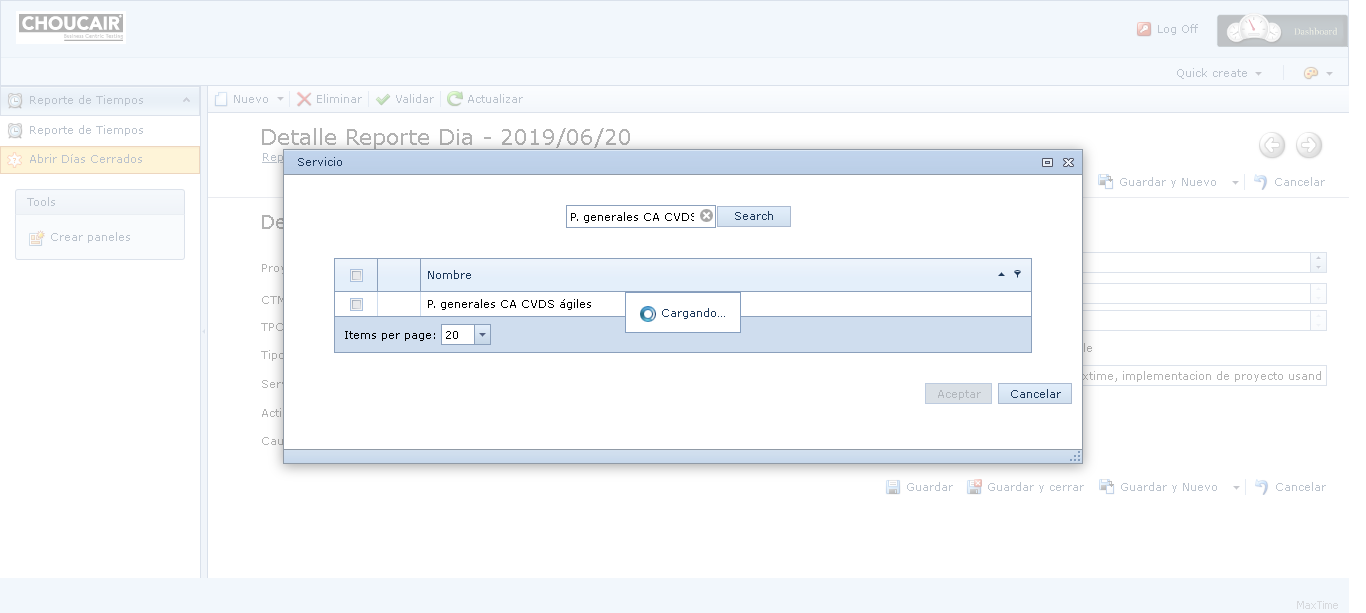 CHOUCAIR
Business Centric Testing
Log Off
Dashboard
Quick create
Reporte de Tiempos
Reporte de Tiempos
Abrir Días Cerrados
Tools
Crear paneles
Nuevo Eliminar Validar Actualizar
Detalle Reporte Dia - 2019/06/20
Rep
Guardar y Nuevo Cancelar
De
Servicio
P. generales CA CVDS
Search
Nombre
P. generales CA CVDS ágiles
Cargando...
Items per page: 20
Aceptar Cancelar
Proy
CTM
TPC
Tipo
le
Serv
xtime, implementacion de proyecto usand
Acti
Cau
Guardar Guardar y cerrar Guardar y Nuevo Cancelar
MaxTime